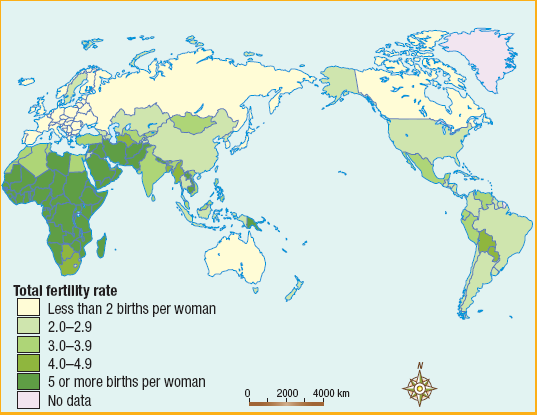 Total fertility rate
Less than 2 births per woman
2.0–2.9
3.0–3.9
4.0–4.9
5 or more births per woman
No data
0 2000 4000 km
N